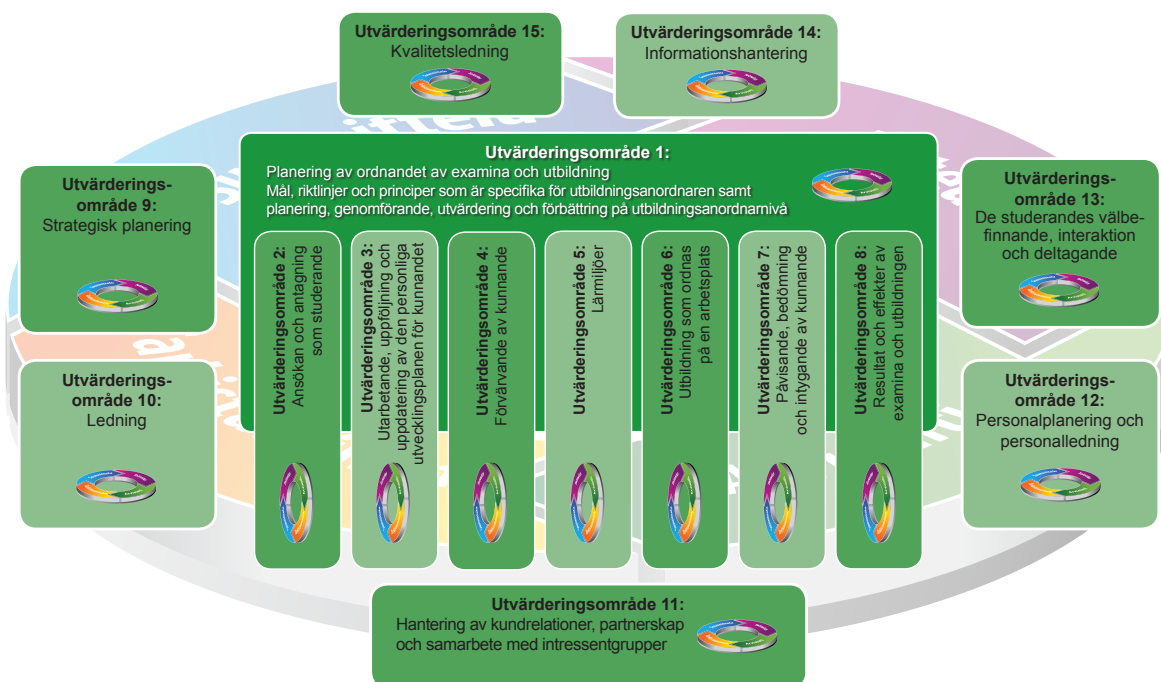 Utvärderingsområde 15:
Kvalitetsledning
Utvärderingsområde 14:
Informationshantering
Utvärderingsområde 1:
Planering av ordnandet av examina och utbildning
Mål, riktlinjer och principer som är specifika för utbildningsanordnaren samt
planering, genomförande, utvärdering och förbättring på utbildningsanordnarnivå
Utvärderings-
område 9:
Strategisk planering
Utvärderings-
område 13:
De studerandes välbe-
finnande, interaktion
och deltagande
Utvärderingsområde 2:
Ansökan och antagning
som studerande
Utvärderingsområde 3:
Utarbetande, uppföljning och
uppdatering av den personliga
utvecklingsplanen för kunnandet
Utvärderingsområde 4:
Förvärvande av kunnande
Utvärderingsområde 5:
Lärmiljöer
Utvärderingsområde 6:
Utbildning som ordnas
på en arbetsplats
Utvärderingsområde 7:
Påvisande, bedömning
och intygande av kunnande
Utvärderingsområde 8:
Resultat och effekter av
examina och utbildningen
Utvärderings-
område 10:
Ledning
Utvärderings-
område 12:
Personalplanering och
personalledning
Utvärderingsområde 11:
Hantering av kundrelationer, partnerskap
och samarbete med intressentgrupper